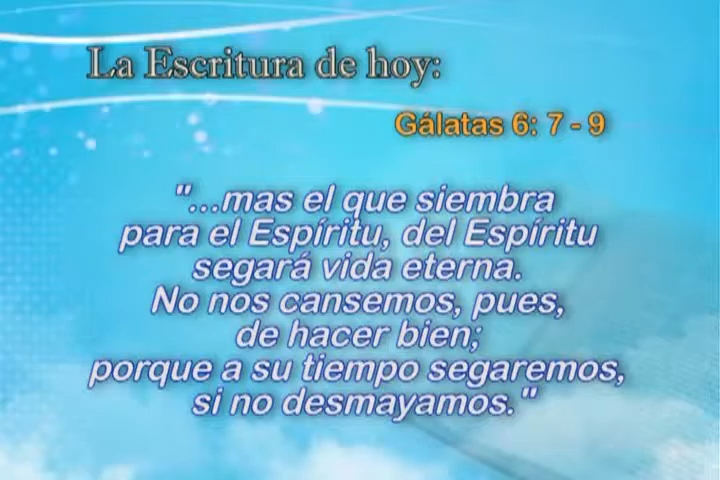 La Escritura de hoy:
Gálatas 6: 7 - 9
"...mas el que siembra
para el Espíritu, del Espíritu
segará vida eterna.
No nos cansemos, pues,
de hacer bien;
porque a su tiempo segaremos,
si no desmayamos."